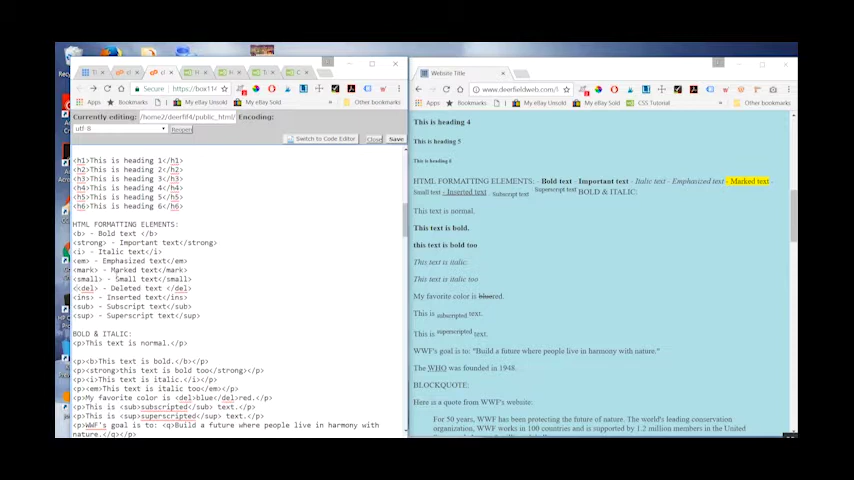 Website Title
Secure
https://box114
www.deerfieldweb.com/
Apps
Bookmarks
My eBay Unsold
My eBay Sold
Other bookmarks
Apps
Bookmarks
My eBay Unsold
My eBay Sold
CSS Tutorial
Other bookmarks
Currently editing: /home2/deerfif4/public_html/ Encoding:
utf-8
Reopen
Switch to Code Editor
Close
Save
<h1>This is heading 1</h1>
<h2>This is heading 2</h2>
<h3>This is heading 3</h3>
<h4>This is heading 4</h4>
<h5>This is heading 5</h5>
<h6>This is heading 6</h6>
HTML FORMATTING ELEMENTS:
<b> - Bold text </b>
<strong> - Important text</strong>
<i> - Italic text</i>
<em> - Emphasized text</em>
<mark> - Marked text</mark>
<small> - Small text</small>
<<del> - Deleted text </del>
<ins> - Inserted text</ins>
<sub> - Subscript text</sub>
<sup> - Superscript text</sup>
BOLD & ITALIC:
<p>This text is normal.</p>
<p><b>This text is bold.</b></p>
<p><strong>this text is bold too</strong></p>
<p><i>This text is italic.</i></p>
<p><em>This text is italic too</em></p>
<p>My favorite color is <del>blue</del>red.</p>
<p>This is <sub>subscripted</sub> text.</p>
<p>This is <sup>superscripted</sup> text.</p>
<p>WWF's goal is to: <q>Build a future where people live in harmony with
nature.</q></p>
This is heading 4
This is heading 5
This is heading 6
HTML FORMATTING ELEMENTS: - Bold text - Important text - Italic text - Emphasized text - Marked text -
Small text - Inserted text Subscript text Superscript text BOLD & ITALIC:
This text is normal.
This text is bold.
this text is bold too
This text is italic.
This text is italic too
My favorite color is bluered.
This is subscripted text.
This is superscripted text.
WWF's goal is to: "Build a future where people live in harmony with nature."
The WHO was founded in 1948.
BLOCKQUOTE:
Here is a quote from WWF's website:
For 50 years, WWF has been protecting the future of nature. The world's leading conservation
organization, WWF works in 100 countries and is supported by 1.2 million members in the United